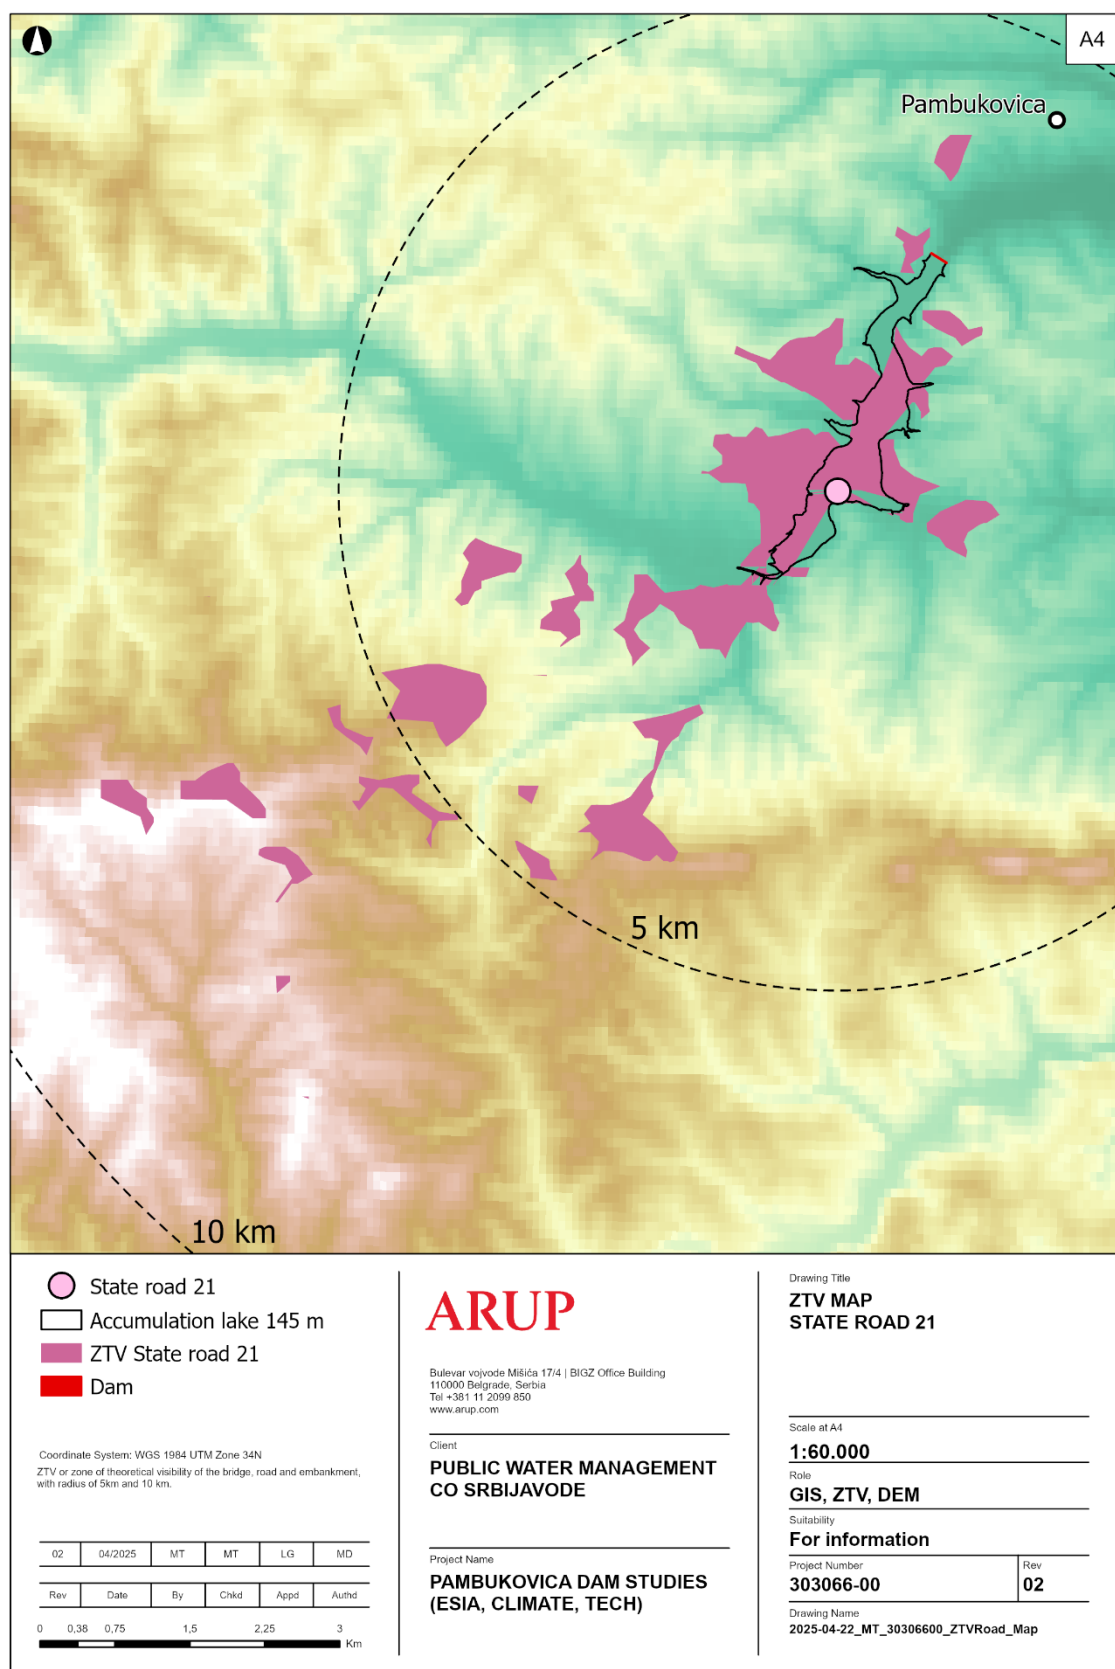 A4
Pambukovica
5 km
10 km
State road 21
Accumulation lake 145 m
ZTV State road 21
Dam
Coordinate System: WGS 1984 UTM Zone 34N
ZTV or zone of theoretical visibility of the bridge, road and embankment,
with radius of 5km and 10 km.
02 04/2025 MT MT LG MD
Rev Date By Chkd Appd Authd
0 0,38 0,75 1,5 2,25 3
Km
ARUP
Bulevar vojvode Mišića 17/4 | BIGZ Office Building
110000 Belgrade, Serbia
Tel +381 11 2099 850
www.arup.com
Client
PUBLIC WATER MANAGEMENT
CO SRBIJAVODE
Project Name
PAMBUKOVICA DAM STUDIES
(ESIA, CLIMATE, TECH)
Drawing Title
ZTV MAP
STATE ROAD 21
Scale at A4
1:60.000
Role
GIS, ZTV, DEM
Suitability
For information
Project Number Rev
303066-00 02
Drawing Name
2025-04-22_MT_30306600_ZTVRoad_Map